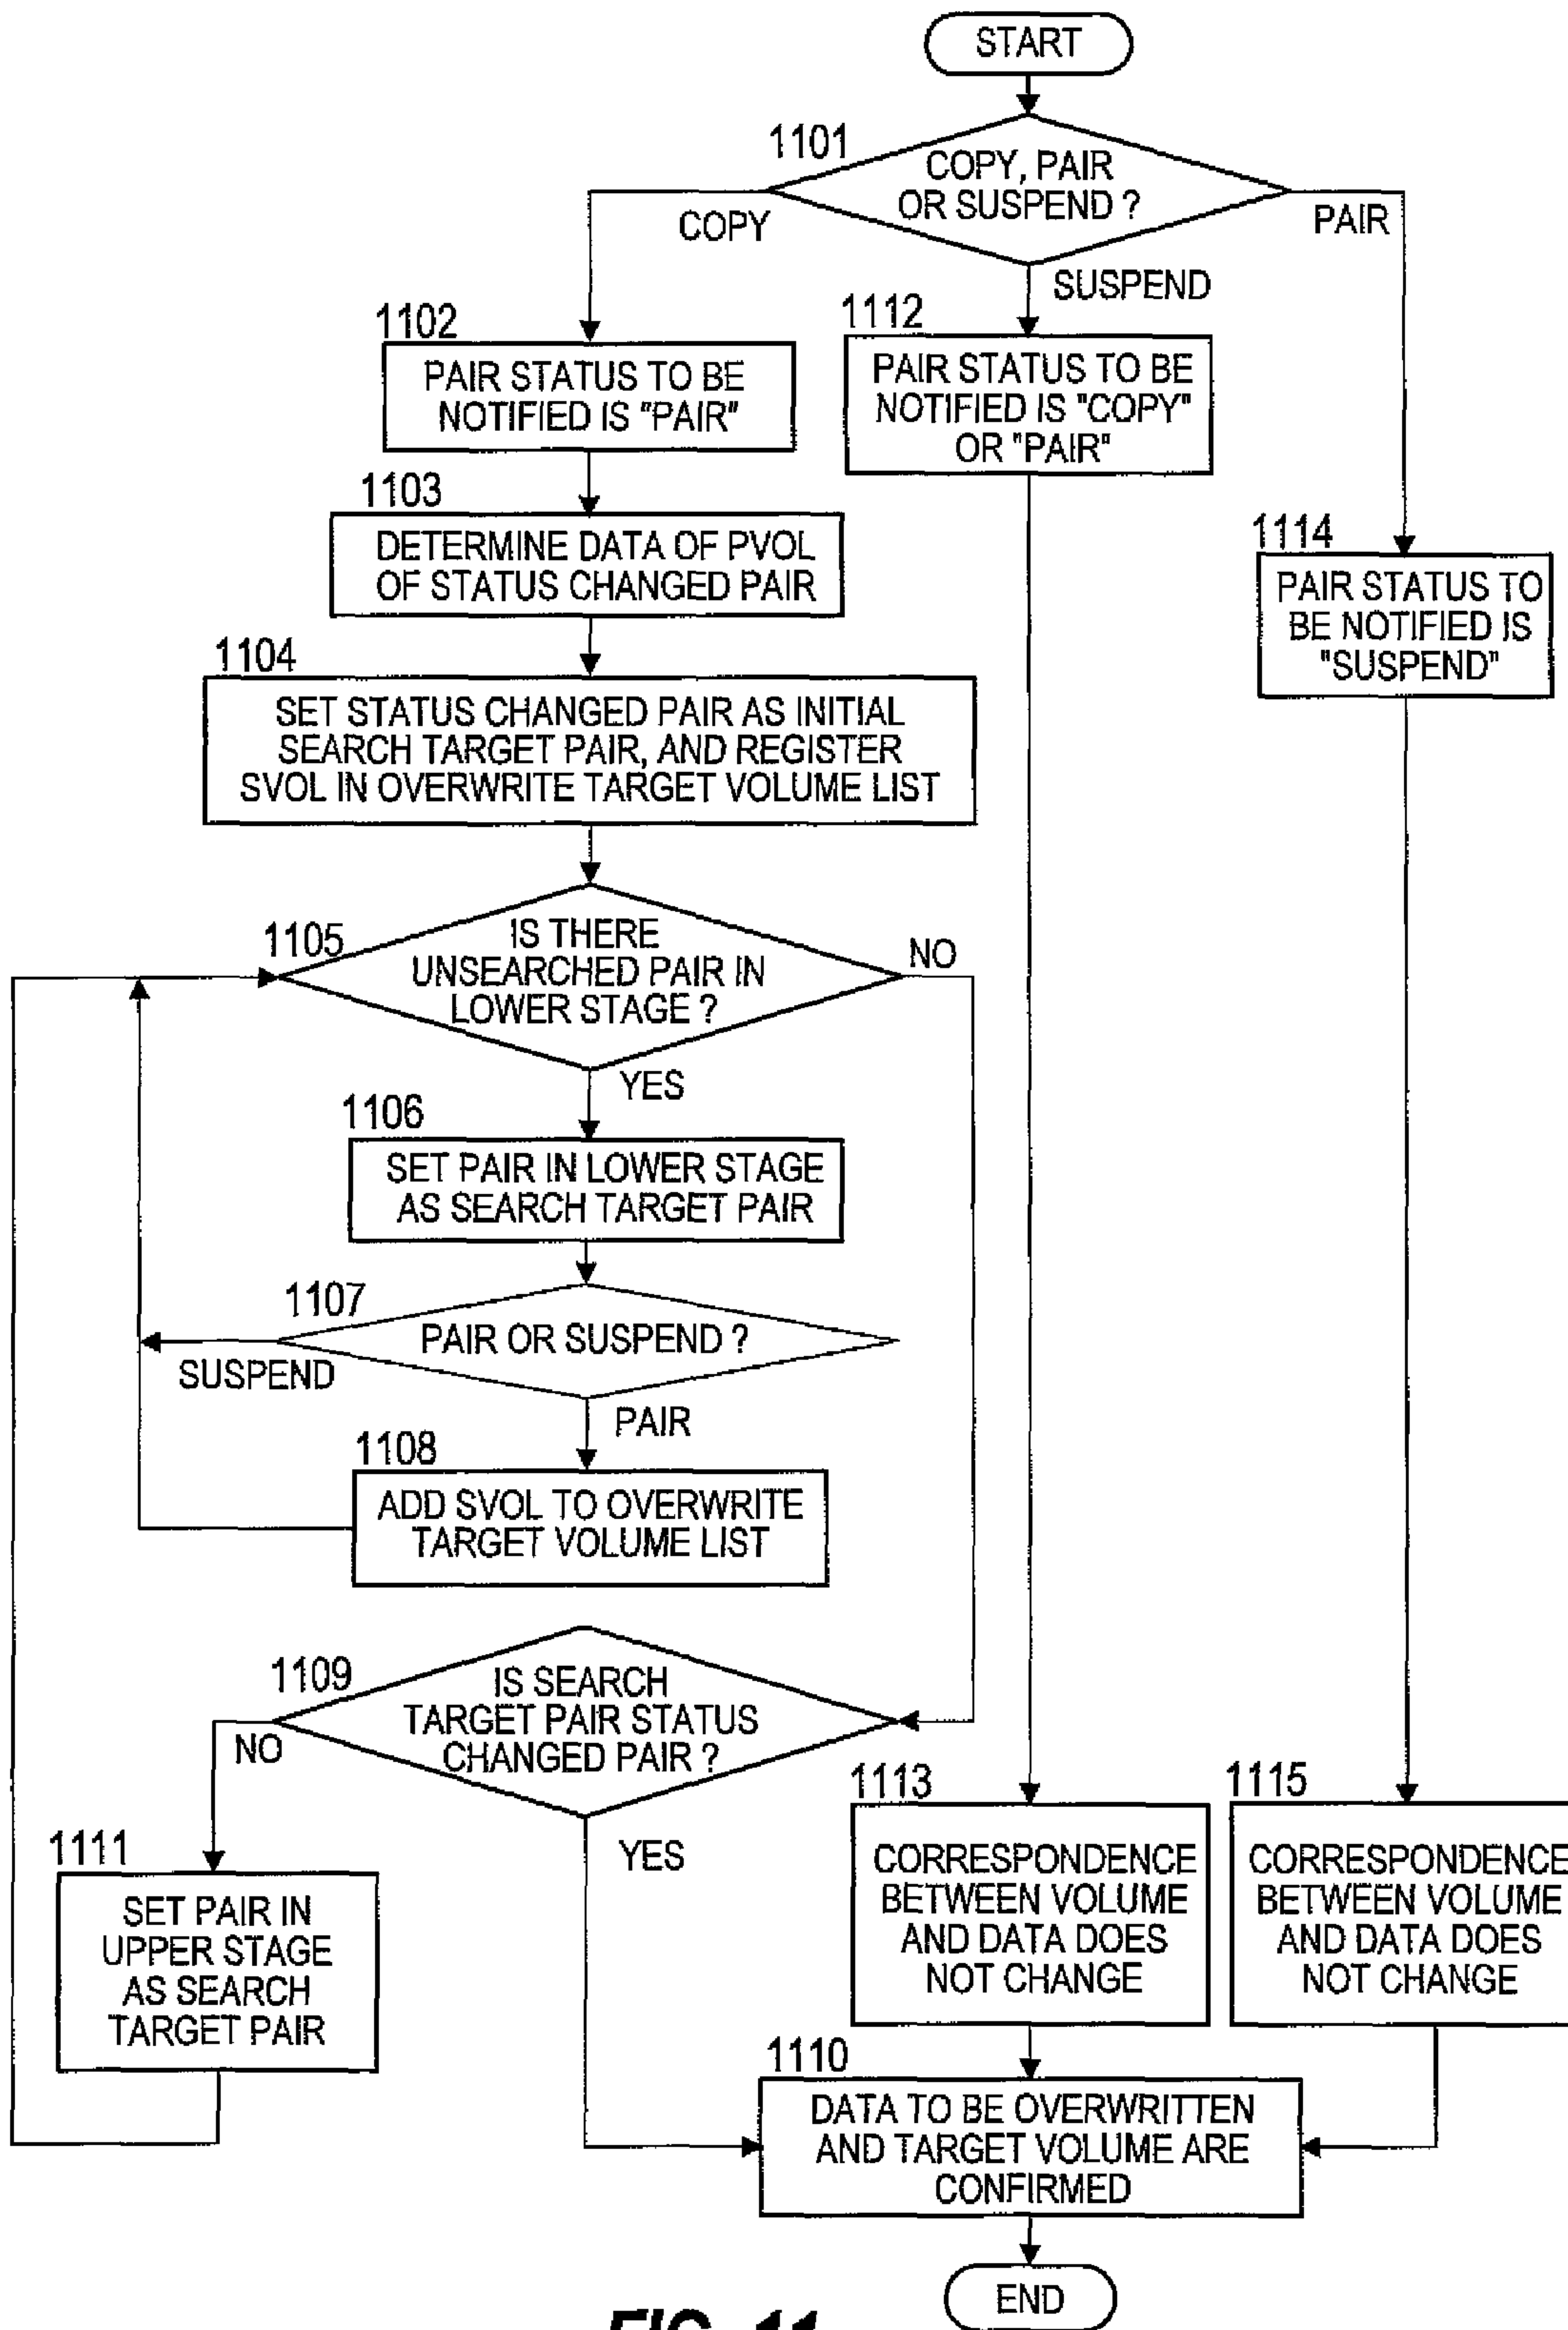 START
1101
COPY, PAIR
OR SUSPEND ?
COPY
PAIR
SUSPEND
1102
PAIR STATUS TO BE
NOTIFIED IS "PAIR"
1112
PAIR STATUS TO BE
NOTIFIED IS "COPY"
OR "PAIR"
1103
DETERMINE DATA OF PVOL
OF STATUS CHANGED PAIR
1114
PAIR STATUS TO
BE NOTIFIED IS
"SUSPEND"
1104
SET STATUS CHANGED PAIR AS INITIAL
SEARCH TARGET PAIR, AND REGISTER
SVOL IN OVERWRITE TARGET VOLUME LIST
1105
IS THERE
UNSEARCHED PAIR IN
LOWER STAGE ?
NO
YES
1106
SET PAIR IN LOWER STAGE
AS SEARCH TARGET PAIR
1107
PAIR OR SUSPEND ?
SUSPEND
PAIR
1108
ADD SVOL TO OVERWRITE
TARGET VOLUME LIST
1109
IS SEARCH
TARGET PAIR STATUS
CHANGED PAIR ?
NO
YES
1111
SET PAIR IN
UPPER STAGE
AS SEARCH
TARGET PAIR
1113
CORRESPONDENCE
BETWEEN VOLUME
AND DATA DOES
NOT CHANGE
1115
CORRESPONDENCE
BETWEEN VOLUME
AND DATA DOES
NOT CHANGE
1110
DATA TO BE OVERWRITTEN
AND TARGET VOLUME ARE
CONFIRMED
END
FIG. 11